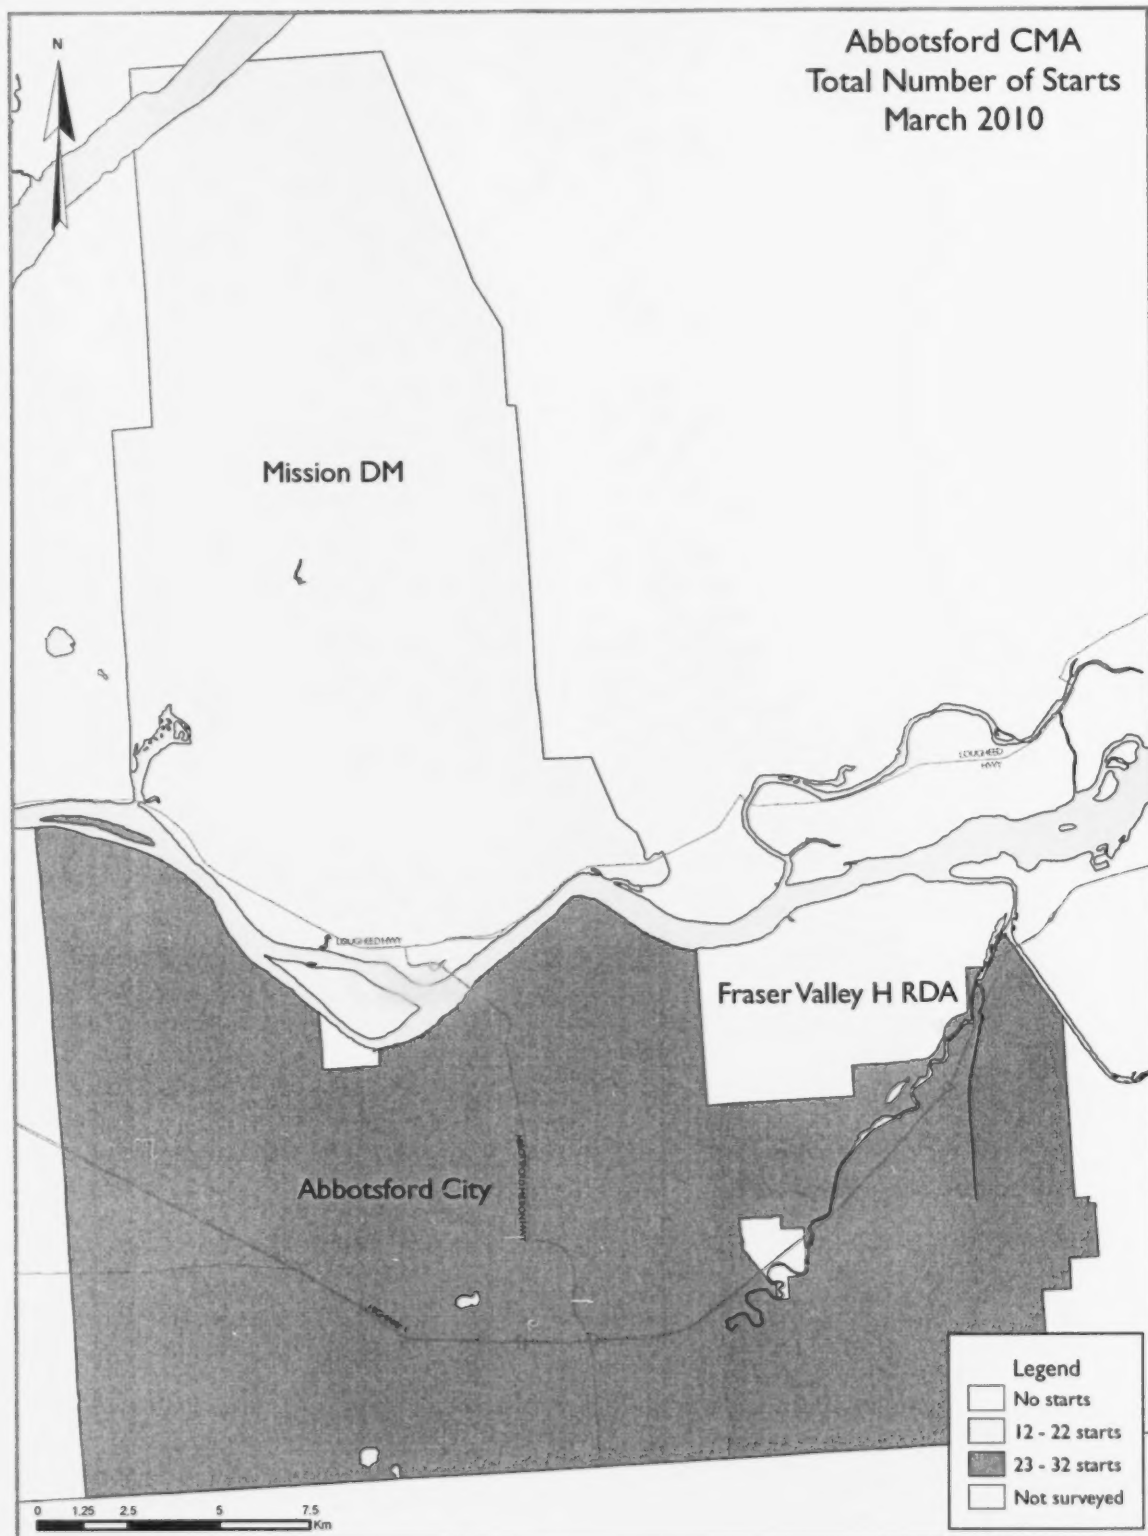 N
Abbotsford CMA
Total Number of Starts
March 2010
Mission DM
LOUGHEED
HWY
LOUGHEED HWY
Fraser Valley H RDA
Abbotsford City
Legend
No starts
12 - 22 starts
23 - 32 starts
Not surveyed
0 1.25 2.5 5 7.5
Km